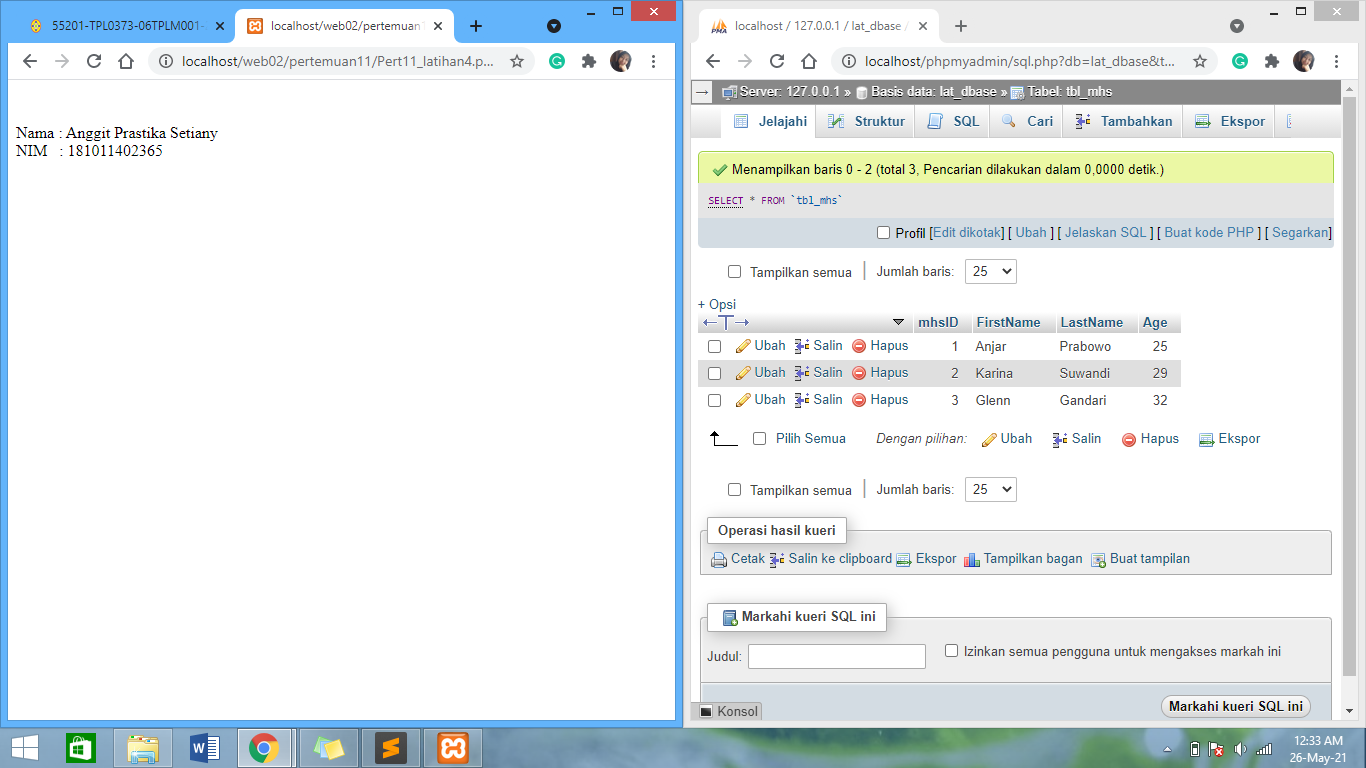 55201-TPL0373-06TPLM001-
localhost/web02/pertemuan1
localhost/web02/pertemuan11/Pert11_latihan4.p...
Nama : Anggit Prastika Setiany
NIM : 181011402365
localhost / 127.0.0.1 / lat_dbase /
localhost/phpmyadmin/sql.php?db=lat_dbase&t...
Server: 127.0.0.1 » Basis data: lat_dbase » Tabel: tbl_mhs
Jelajahi Struktur SQL Cari Tambahkan Ekspor
Menampilkan baris 0 - 2 (total 3, Pencarian dilakukan dalam 0,0000 detik.)
SELECT * FROM `tbl_mhs`
Profil [Edit dikotak] [ Ubah ] [ Jelaskan SQL ] [ Buat kode PHP ] [ Segarkan]
Tampilkan semua | Jumlah baris: 25
+ Opsi
mhsID FirstName LastName Age
Ubah Salin Hapus 1 Anjar Prabowo 25
Ubah Salin Hapus 2 Karina Suwandi 29
Ubah Salin Hapus 3 Glenn Gandari 32
Pilih Semua Dengan pilihan: Ubah Salin Hapus Ekspor
Tampilkan semua | Jumlah baris: 25
Operasi hasil kueri
Cetak Salin ke clipboard Ekspor Tampilkan bagan Buat tampilan
Markahi kueri SQL ini
Judul: Izinkan semua pengguna untuk mengakses markah ini
Markahi kueri SQL ini
Konsol
12:33 AM
26-May-21